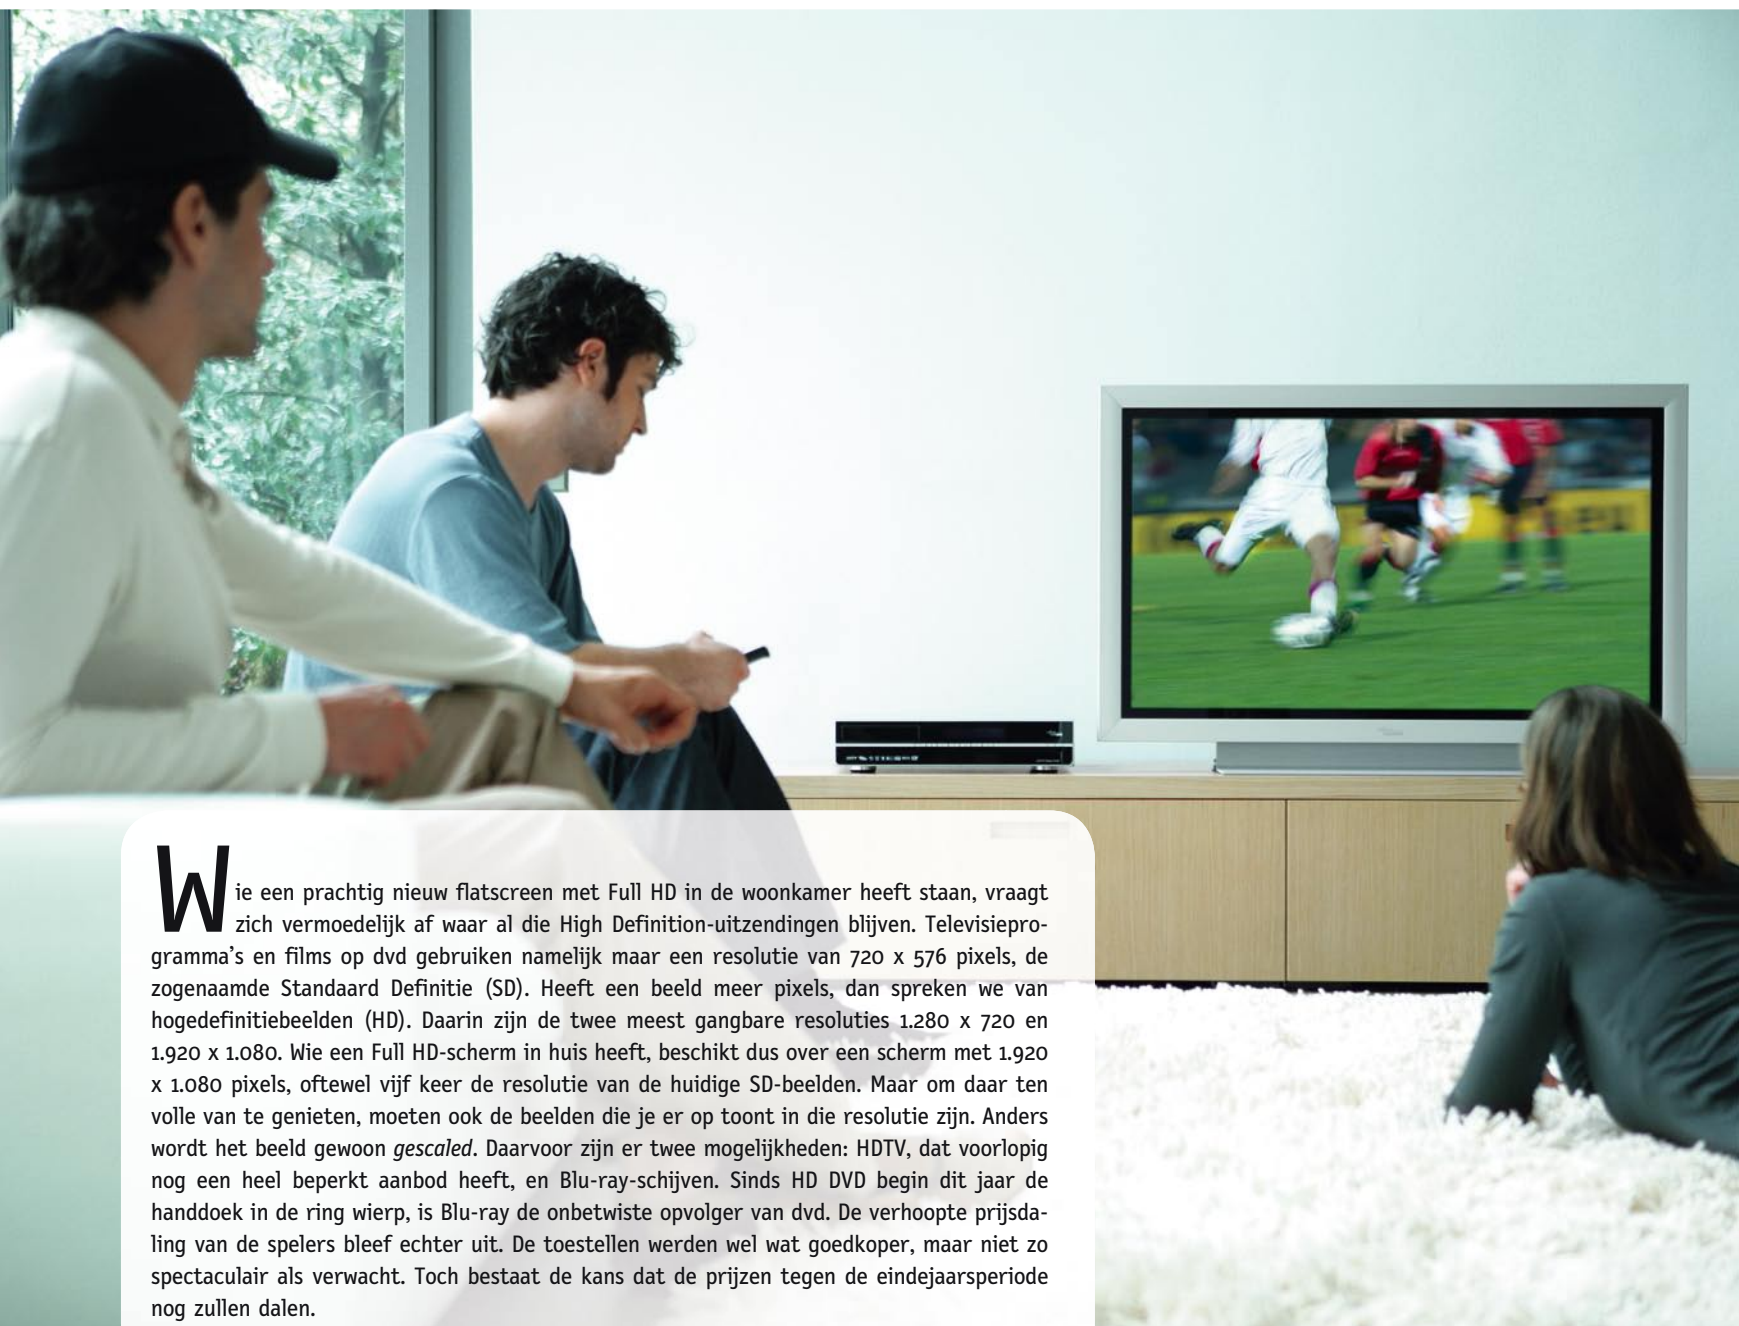 Wie een prachtig nieuw flatscreen met Full HD in de woonkamer heeft staan, vraagt
zich vermoedelijk af waar al die High Definition-uitzendingen blijven. Televisiepro-
gramma's en films op dvd gebruiken namelijk maar een resolutie van 720 x 576 pixels, de
zogenaamde Standaard Definitie (SD). Heeft een beeld meer pixels, dan spreken we van
hogedefinitiebeelden (HD). Daarin zijn de twee meest gangbare resoluties 1.280 x 720 en
1.920 x 1.080. Wie een Full HD-scherm in huis heeft, beschikt dus over een scherm met 1.920
x 1.080 pixels, oftewel vijf keer de resolutie van de huidige SD-beelden. Maar om daar ten
volle van te genieten, moeten ook de beelden die je er op toont in die resolutie zijn. Anders
wordt het beeld gewoon gescaled. Daarvoor zijn er twee mogelijkheden: HDTV, dat voorlopig
nog een heel beperkt aanbod heeft, en Blu-ray-schijven. Sinds HD DVD begin dit jaar de
handdoek in de ring wierp, is Blu-ray de onbetwiste opvolger van dvd. De verhoopte prijsda-
ling van de spelers bleef echter uit. De toestellen werden wel wat goedkoper, maar niet zo
spectaculair als verwacht. Toch bestaat de kans dat de prijzen tegen de eindejaarsperiode
nog zullen dalen.